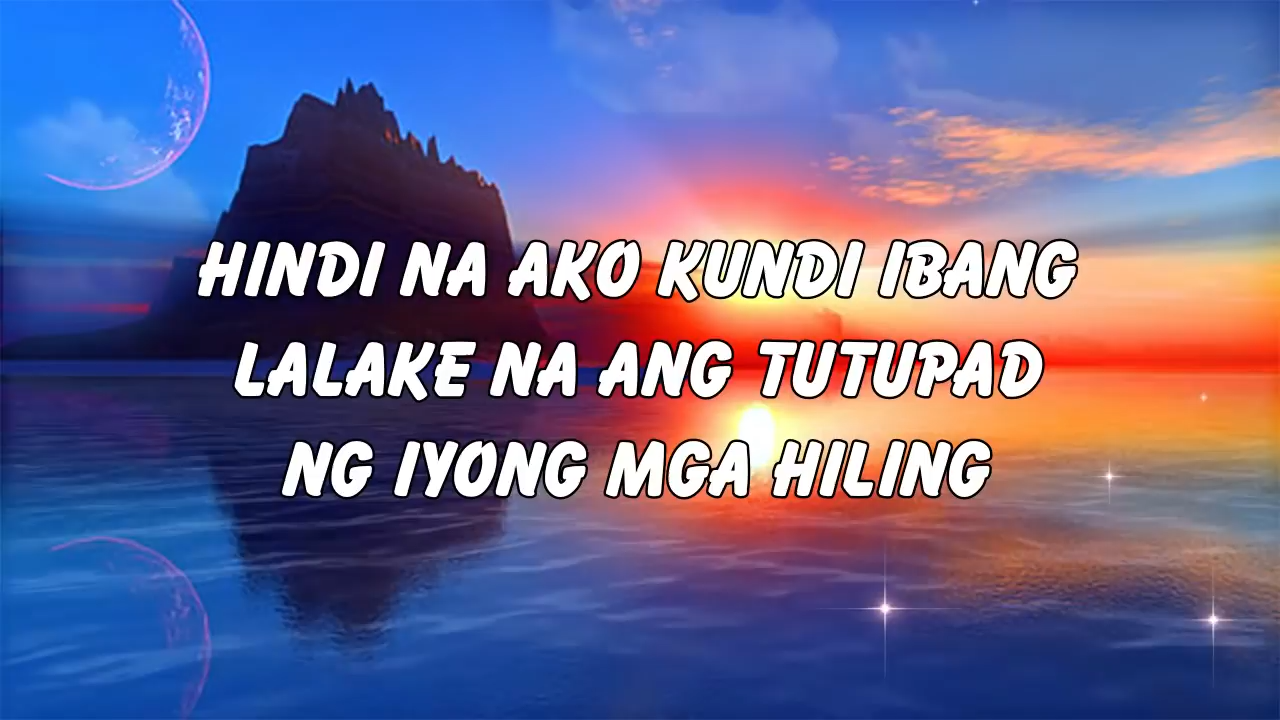 HINDI NA AKO KUNDI IBANG
LALAKE NA ANG TUTUPAD
NG IYONG MGA HILING